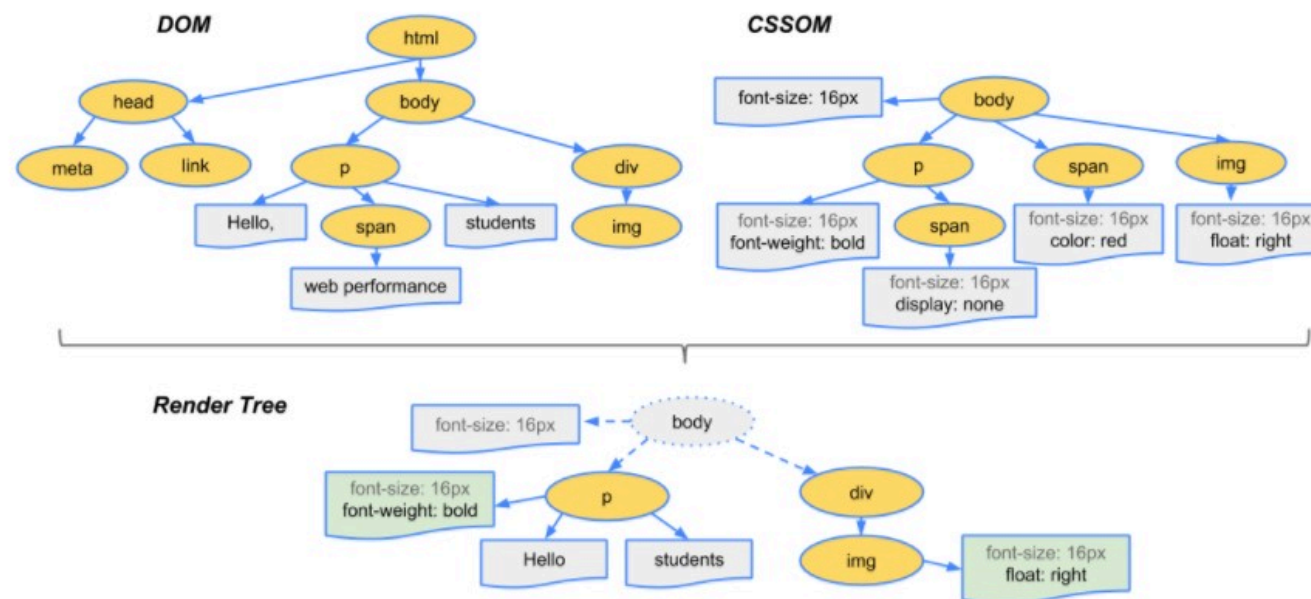 DOM
html
head
body
meta
link
p
div
Hello,
span
students
img
web performance
CSSOM
font-size: 16px
body
p
span
img
font-size: 16px
font-weight: bold
span
font-size: 16px
color: red
font-size: 16px
float: right
font-size: 16px
display: none
Render Tree
font-size: 16px
body
font-size: 16px
font-weight: bold
p
div
Hello
students
img
font-size: 16px
float: right